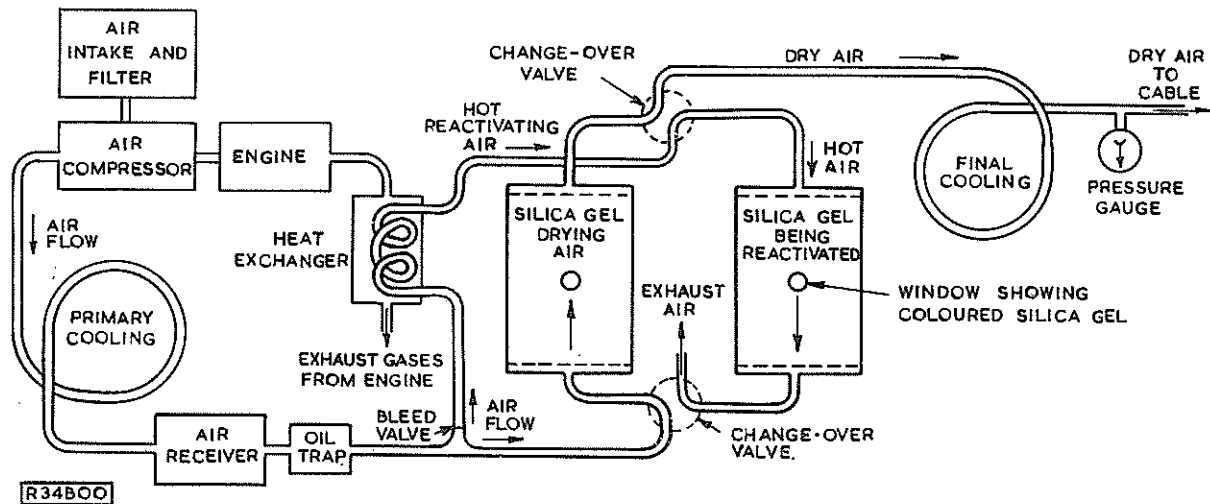 AIR
INTAKE AND
FILTER
AIR
COMPRESSOR
ENGINE
AIR
FLOW
PRIMARY
COOLING
AIR
RECEIVER
OIL
TRAP
HEAT
EXCHANGER
EXHAUST GASES
FROM ENGINE
BLEED
VALVE
AIR
FLOW
HOT
REACTIVATING
AIR
CHANGE-OVER
VALVE
DRY AIR
SILICA GEL
DRYING
AIR
EXHAUST
AIR
HOT
AIR
SILICA GEL
BEING
REACTIVATED
WINDOW SHOWING
COLOURED SILICA GEL
CHANGE-OVER
VALVE.
FINAL
COOLING
DRY AIR
TO
CABLE
PRESSURE
GAUGE
R34B00